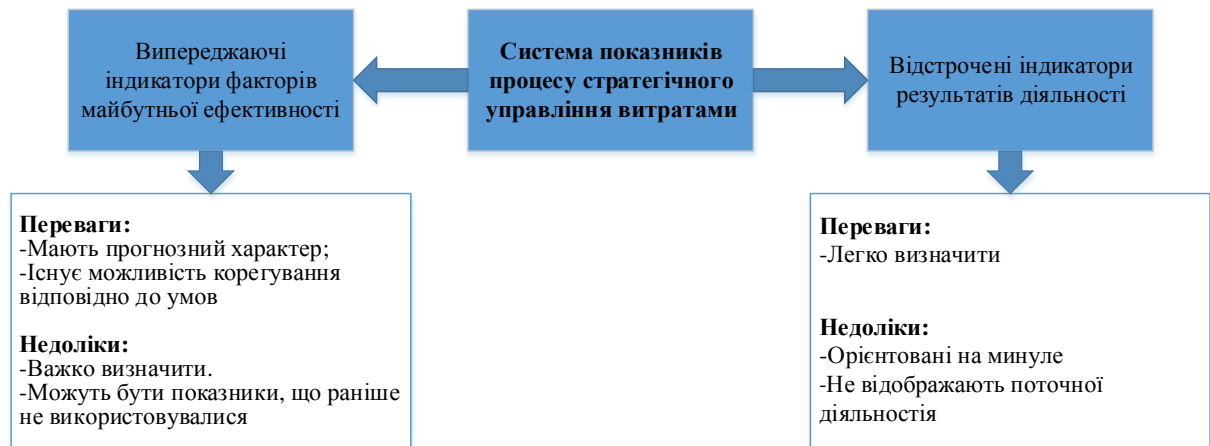 Випереджаючі
індикатори факторів
майбутньої ефективності
Система показників
процесу стратегічного
управління витратами
Відстрочені індикатори
результатів діяльності
Переваги:
-Мають прогнозний характер;
-Існує можливість корегування
відповідно до умов
Недоліки:
-Важко визначити.
-Можуть бути показники, що раніше
не використовувалися
Переваги:
-Легко визначити
Недоліки:
-Орієнтовані на минуле
-Не відображають поточної
діяльностія